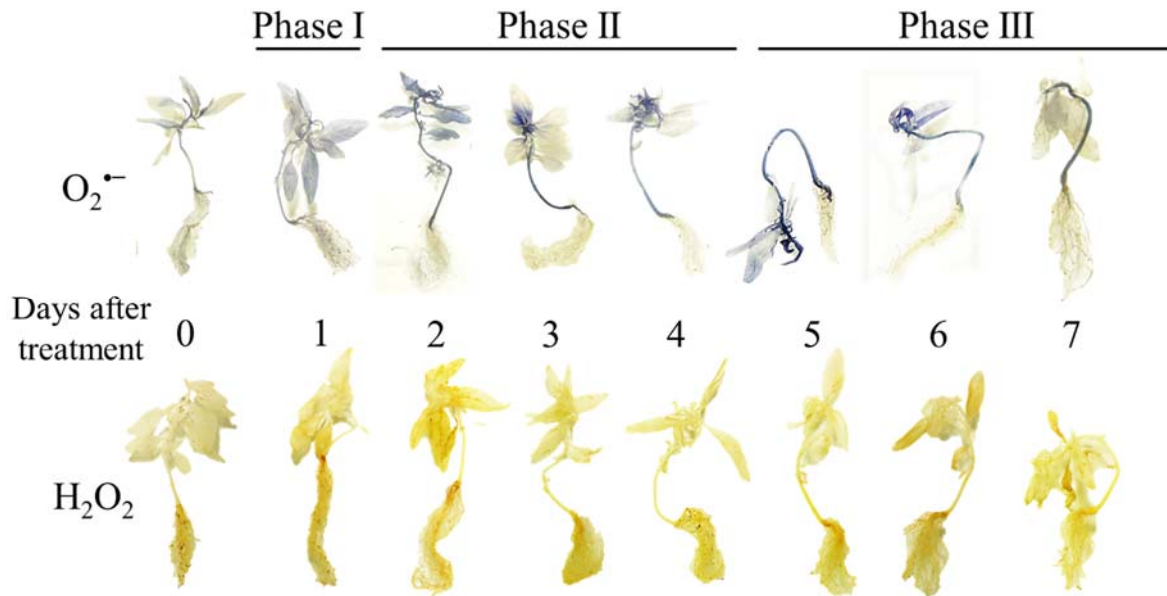 Phase I Phase II Phase III
O₂•−
Days after
treatment
0 1 2 3 4 5 6 7
H₂O₂